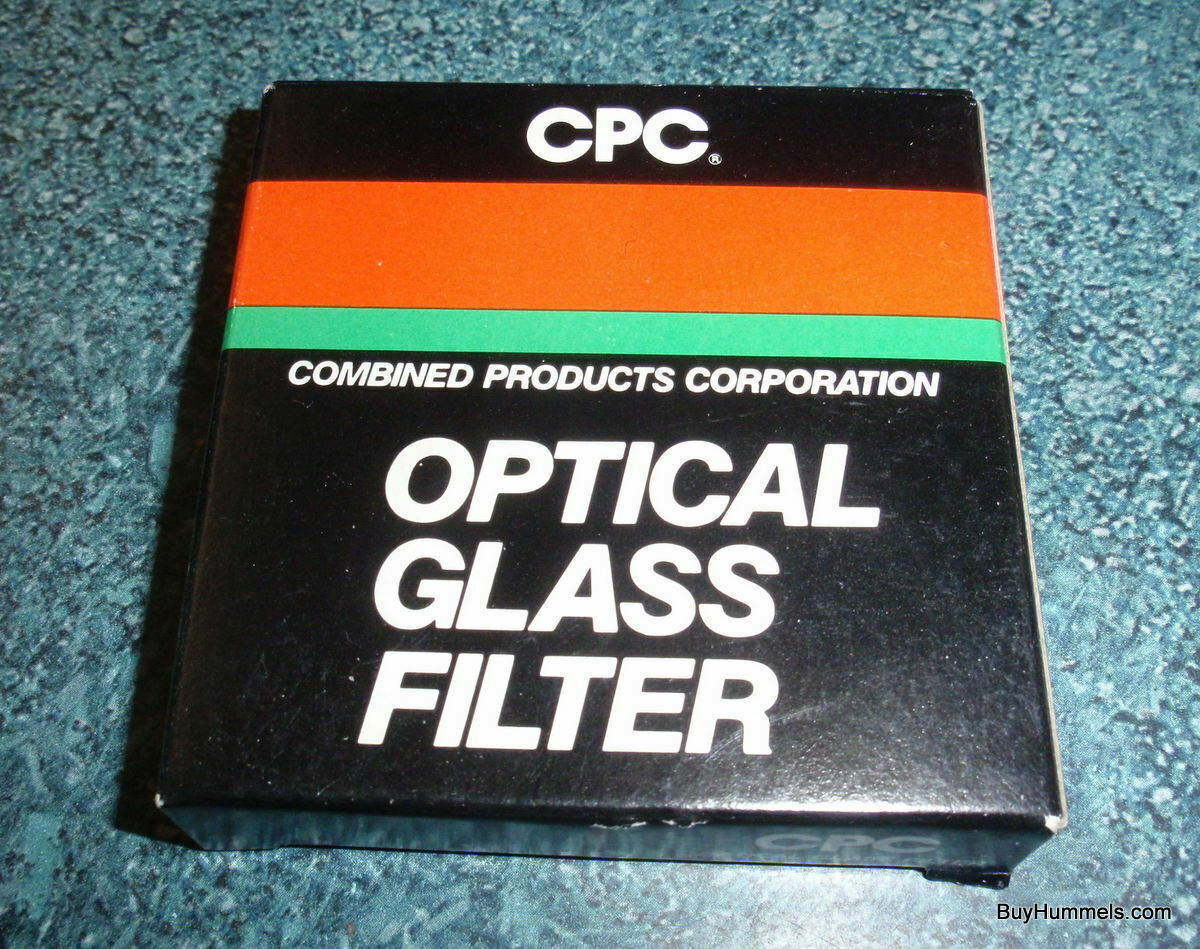 CPC®
COMBINED PRODUCTS CORPORATION
OPTICAL
GLASS
FILTER
CPC
BuyHummels.com